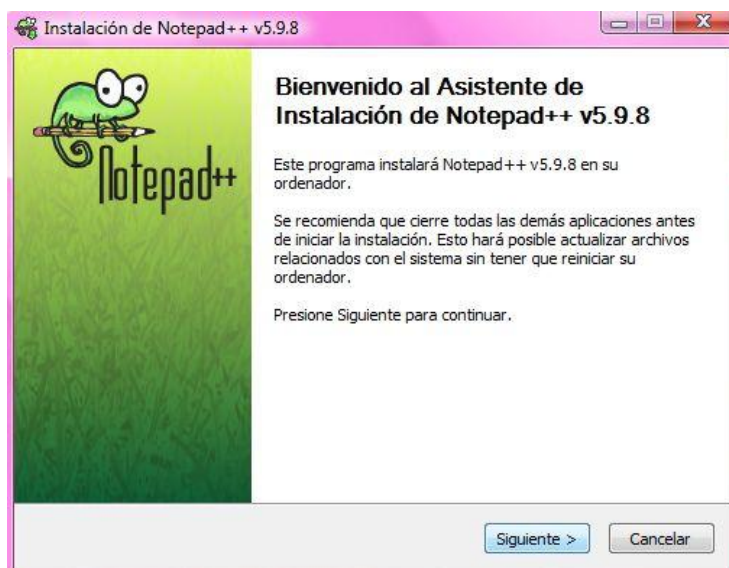 Instalación de Notepad++ v5.9.8
Notepad++
Bienvenido al Asistente de
Instalación de Notepad++ v5.9.8
Este programa instalará Notepad++ v5.9.8 en su
ordenador.
Se recomienda que cierre todas las demás aplicaciones antes
de iniciar la instalación. Esto hará posible actualizar archivos
relacionados con el sistema sin tener que reiniciar su
ordenador.
Presione Siguiente para continuar.
Siguiente >
Cancelar